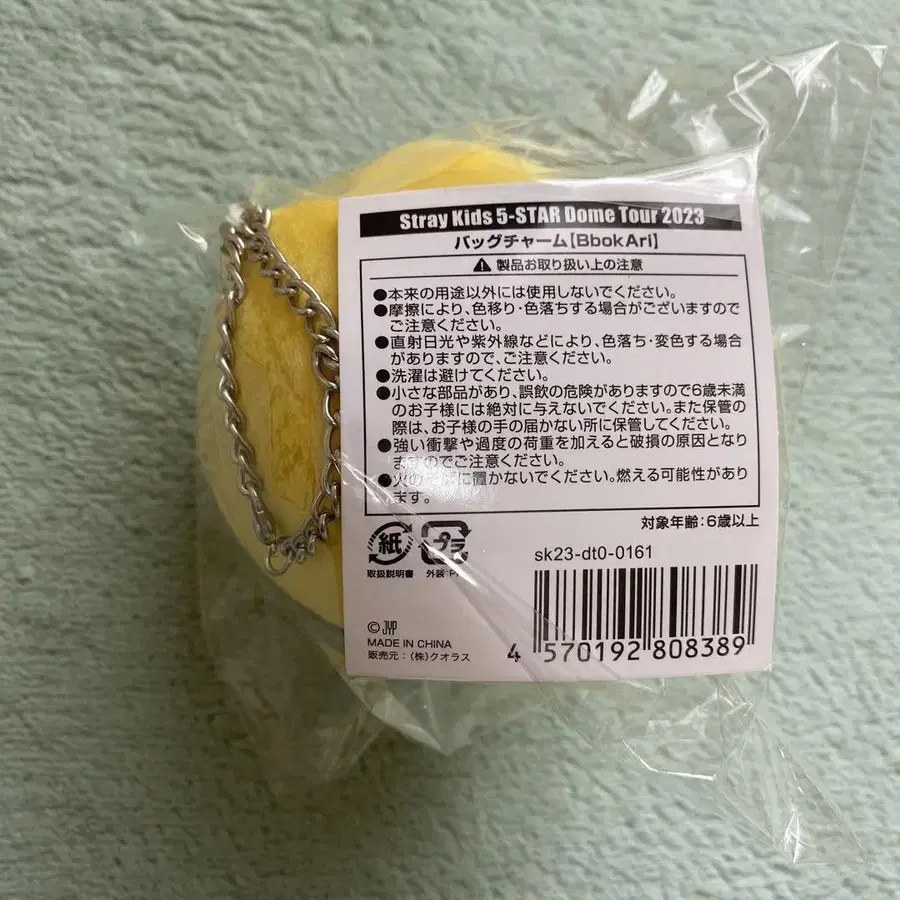 Stray Kids 5-STAR Dome Tour 2023
バッグチャーム【BbokAri】
製品お取り扱い上の注意
●本来の用途以外には使用しないでください。
●摩擦により、色移り・色落ちする場合がございますので
ご注意ください。
●直射日光や紫外線などにより、色落ち・変色する場合
がありますので、ご注意ください。
●洗濯は避けてください。
●小さな部品があり、誤飲の危険がありますので6歳未満
のお子様には絶対に与えないでください。また保管の
際は、お子様の手の届かない所に保管してください。
●強い衝撃や過度の荷重を加えると破損の原因となり
ますのでご注意ください。
●火の に置かないでください。燃える可能性があり
ます。
対象年齢:6歳以上
紙 プラ
取扱説明書 外装
sk23-dt0-0161
© JYP
MADE IN CHINA
販売元:(株)クオラス
4 570192 808389